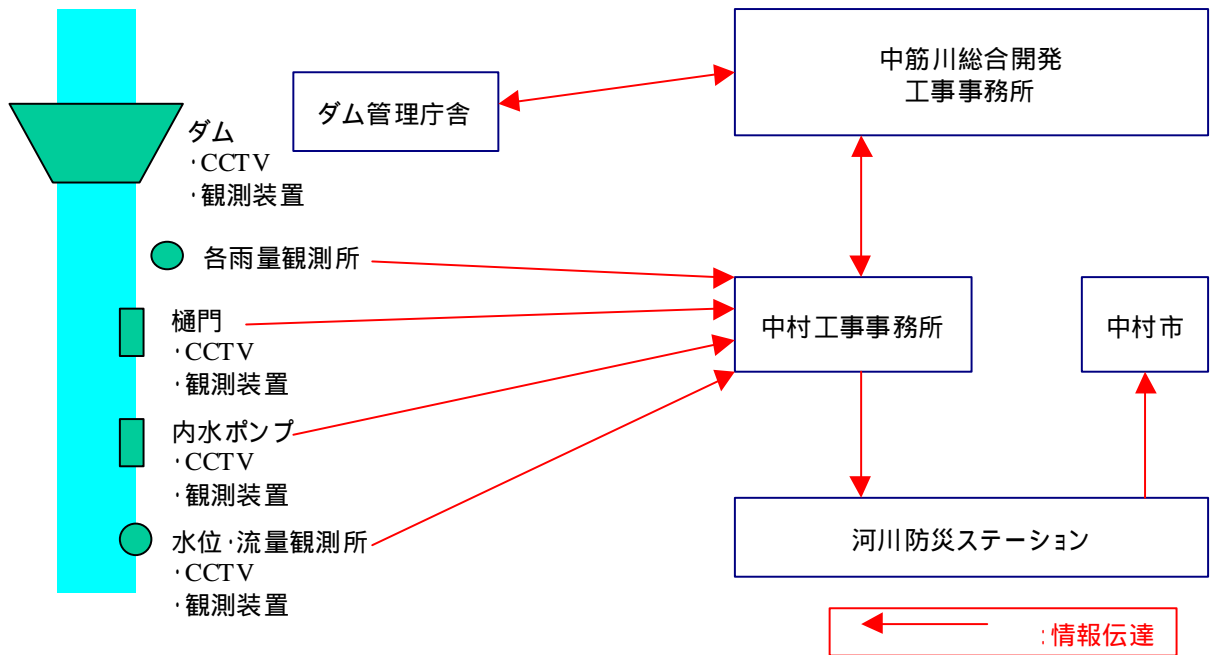 中筋川総合開発
工事事務所
ダム管理庁舎
ダム
·CCTV
·観測装置
各雨量観測所
樋門
·CCTV
·観測装置
中村工事事務所
中村市
内水ポンプ
·CCTV
·観測装置
水位·流量観測所
·CCTV
·観測装置
河川防災ステーション
:情報伝達